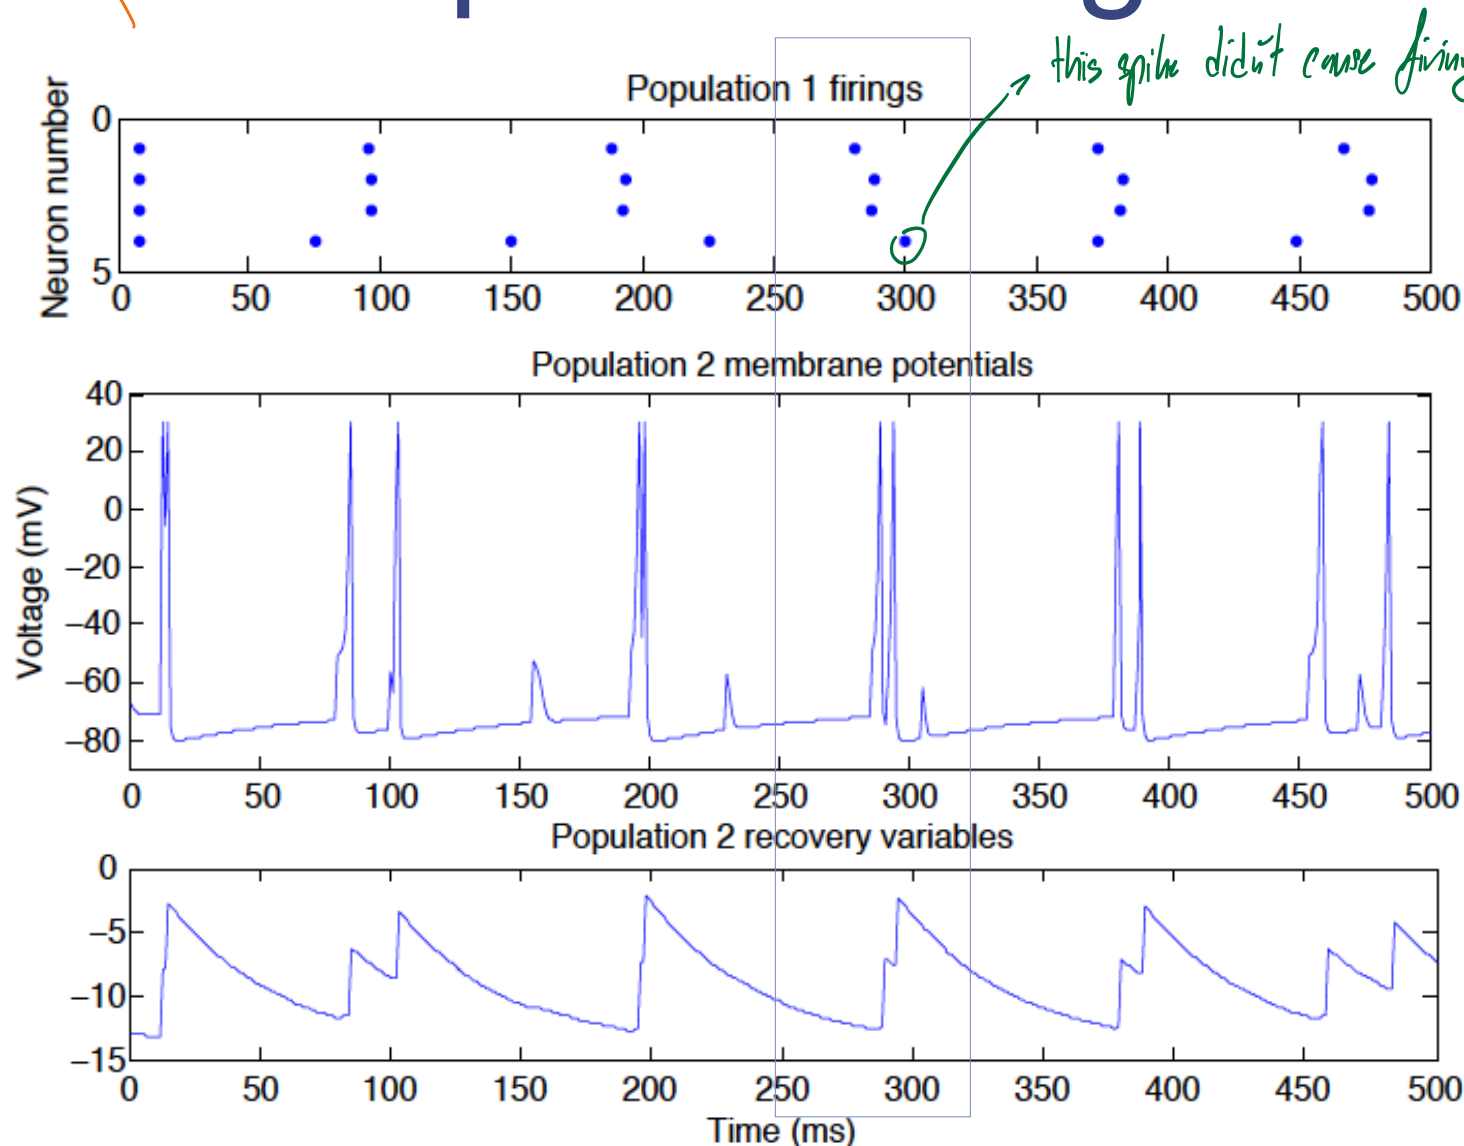 this spike didn't cause firing
Population 1 firings
Neuron number
0
5
0 50 100 150 200 250 300 350 400 450 500
Population 2 membrane potentials
Voltage (mV)
40
20
0
−20
−40
−60
−80
0 50 100 150 200 250 300 350 400 450 500
Population 2 recovery variables
0
−5
−10
−15
0 50 100 150 200 250 300 350 400 450 500
Time (ms)